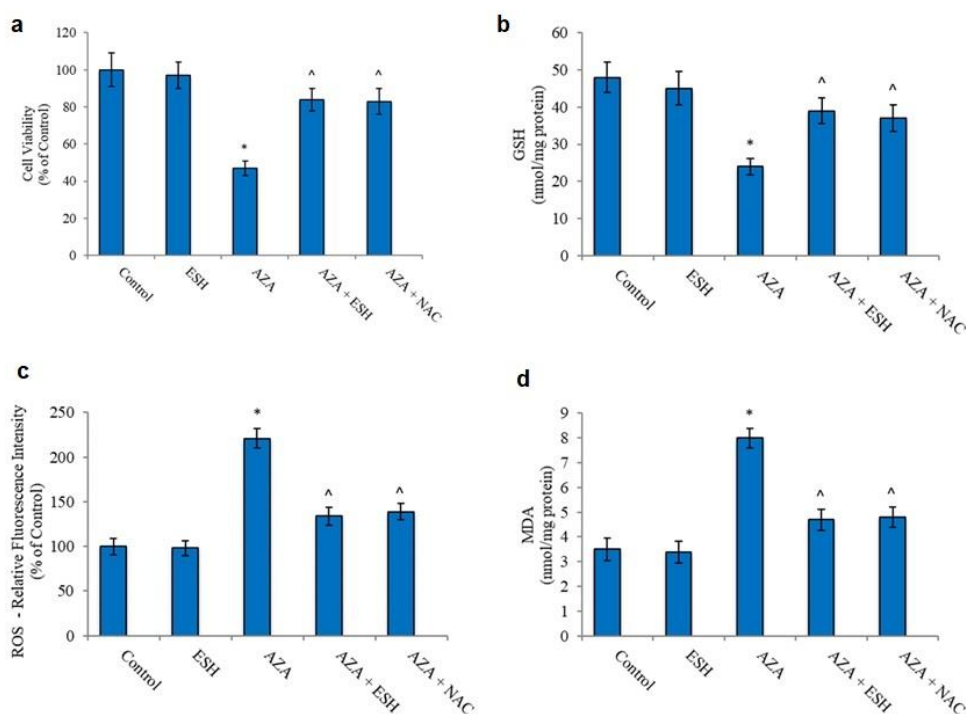 a
Cell Viability
(% of Control)
120
100
80
60
40
20
0
*
^
^
Control
ESH
AZA
AZA + ESH
AZA + NAC
b
GSH
(nmol/mg protein)
60
50
40
30
20
10
0
*
^
^
Control
ESH
AZA
AZA + ESH
AZA + NAC
c
ROS - Relative Fluorescence Intensity
(% of Control)
250
200
150
100
50
0
*
^
^
Control
ESH
AZA
AZA + ESH
AZA + NAC
d
MDA
(nmol/mg protein)
9
8
7
6
5
4
3
2
1
0
*
^
^
Control
ESH
AZA
AZA + ESH
AZA + NAC